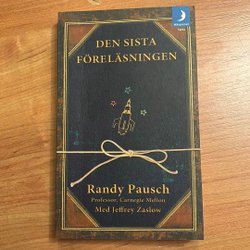 DEN SISTA
FÖRELÄSNINGEN
Randy Pausch
Professor, Carnegie Mellon
Med Jeffrey Zaslow